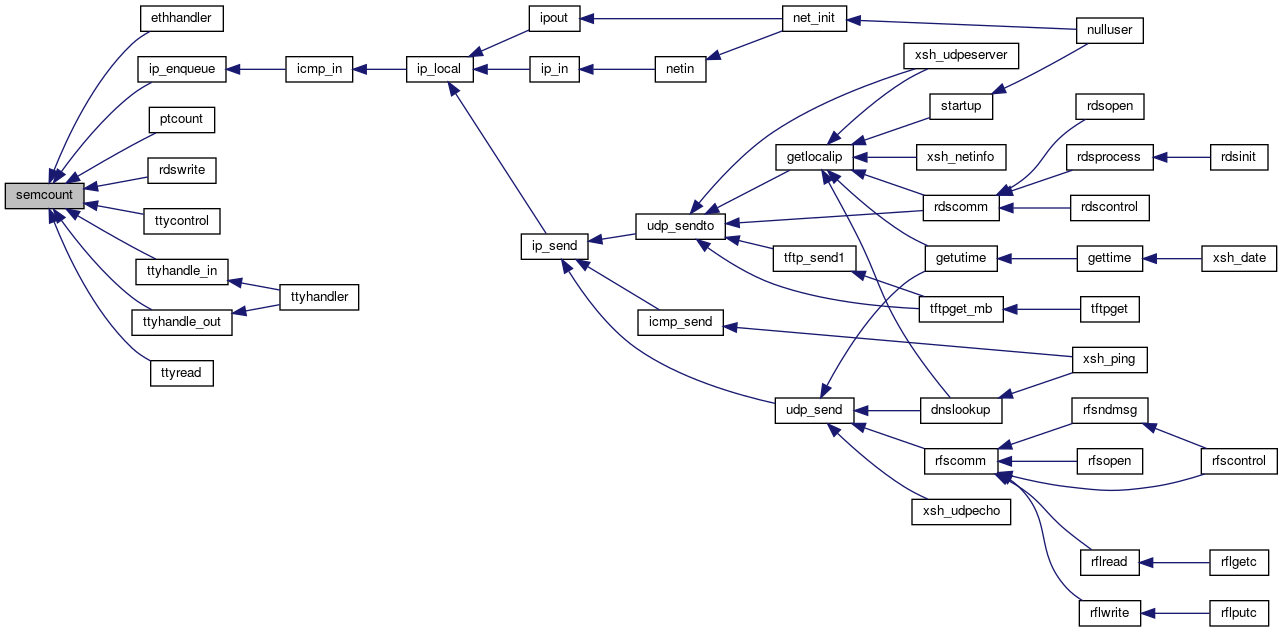 semcount
ethhandler
ip_enqueue
ptcount
rdswrite
ttycontrol
ttyhandle_in
ttyhandle_out
ttyread
ttyhandler
icmp_in
ip_local
ipout
ip_in
ip_send
net_init
netin
udp_sendto
icmp_send
getlocalip
tftp_send1
udp_send
xsh_udpeserver
startup
xsh_netinfo
rdscomm
getutime
tftpget_mb
dnslookup
rfscomm
xsh_udpecho
nulluser
rdsopen
rdsprocess
rdscontrol
gettime
tftpget
xsh_ping
rfsndmsg
rfsopen
rflread
rflwrite
rdsinit
xsh_date
rfscontrol
rflgetc
rflputc